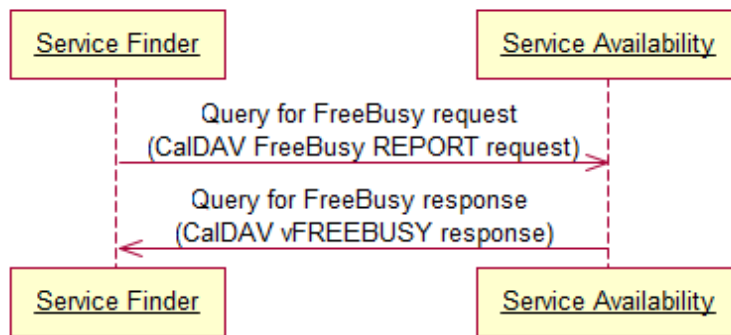 Service Finder
Service Availability
Query for FreeBusy request
(CalDAV FreeBusy REPORT request)
Query for FreeBusy response
(CalDAV vFREEBUSY response)
Service Finder
Service Availability